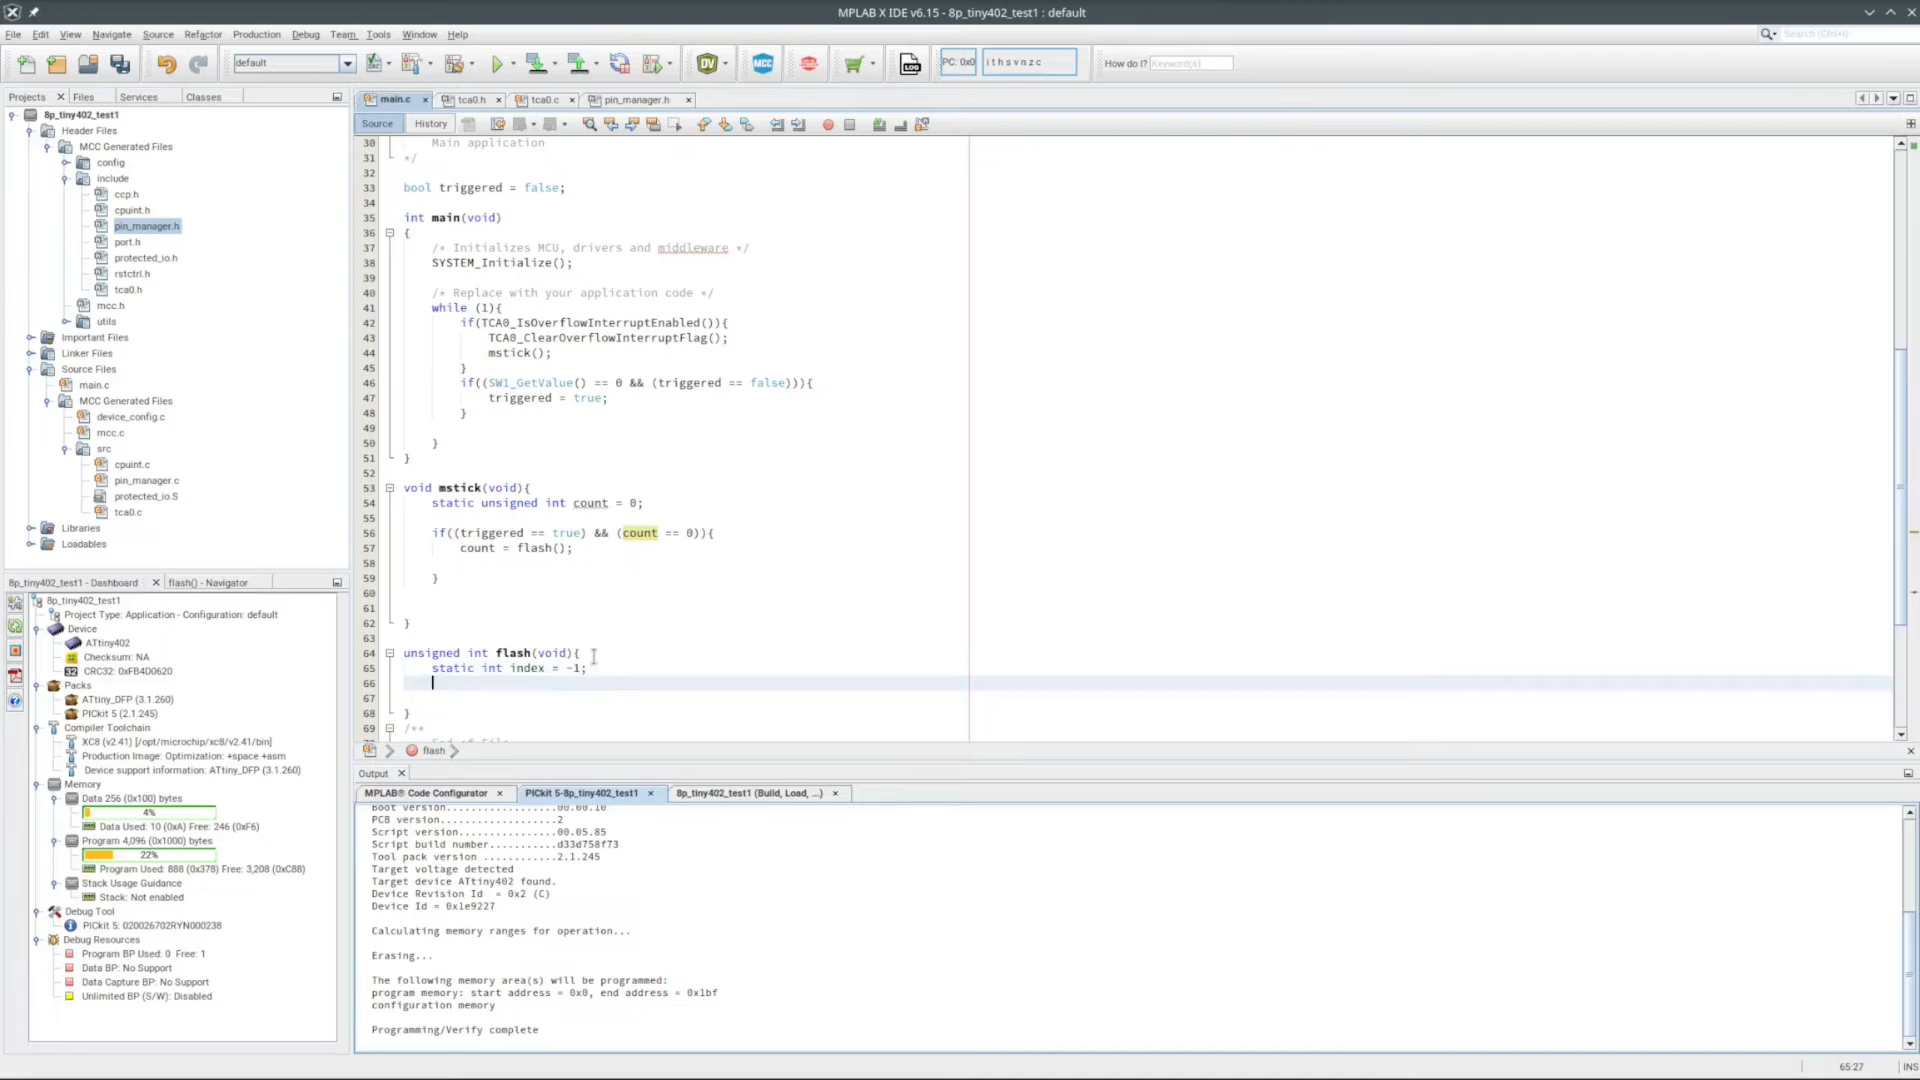 MPLAB X IDE v6.15 - 8p_tiny402_test1 : default
File Edit View Navigate Source Refactor Production Debug Team Tools Window Help
Search (Ctrl+I)
default
DV
MCC
LOG
PC: 0x0
i t h s v n z c
How do I? Keyword(s)
Projects Files Services Classes
8p_tiny402_test1
Header Files
MCC Generated Files
config
include
ccp.h
cpuint.h
pin_manager.h
port.h
protected_io.h
rstctrl.h
tca0.h
mcc.h
utils
Important Files
Linker Files
Source Files
main.c
MCC Generated Files
device_config.c
mcc.c
src
cpuint.c
pin_manager.c
protected_io.S
tca0.c
Libraries
Loadables
main.c tca0.h tca0.c pin_manager.h
Source History
30 Main application
31 */
32
33 bool triggered = false;
34
35 int main(void)
36 {
37 /* Initializes MCU, drivers and middleware */
38 SYSTEM_Initialize();
39
40 /* Replace with your application code */
41 while (1){
42 if(TCA0_IsOverflowInterruptEnabled()){
43 TCA0_ClearOverflowInterruptFlag();
44 mstick();
45 }
46 if((SW1_GetValue() == 0 && (triggered == false))){
47 triggered = true;
48 }
49
50 }
51 }
52
53 void mstick(void){
54 static unsigned int count = 0;
55
56 if((triggered == true) && (count == 0)){
57 count = flash();
58
59 }
60
61
62 }
63
64 unsigned int flash(void){
65 static int index = -1;
66
67
68 }
69 /**
flash
8p_tiny402_test1 - Dashboard flash() - Navigator
8p_tiny402_test1
Project Type: Application - Configuration: default
Device
ATtiny402
Checksum: NA
CRC32: 0xFB4D0620
Packs
ATtiny_DFP (3.1.260)
PICkit 5 (2.1.245)
Compiler Toolchain
XC8 (v2.41) [/opt/microchip/xc8/v2.41/bin]
Production Image: Optimization: +space +asm
Device support information: ATtiny_DFP (3.1.260)
Memory
Data 256 (0x100) bytes
4%
Data Used: 10 (0xA) Free: 246 (0xF6)
Program 4,096 (0x1000) bytes
22%
Program Used: 888 (0x378) Free: 3,208 (0xC88)
Stack Usage Guidance
Stack: Not enabled
Debug Tool
PICkit 5: 020026702RYN000238
Debug Resources
Program BP Used: 0 Free: 1
Data BP: No Support
Data Capture BP: No Support
Unlimited BP (S/W): Disabled
Output
MPLAB® Code Configurator PICkit 5-8p_tiny402_test1 8p_tiny402_test1 (Build, Load, ...)
Boot version..................00.00.10
PCB version...................2
Script version................00.05.85
Script build number...........d33d758f73
Tool pack version ............2.1.245
Target voltage detected
Target device ATtiny402 found.
Device Revision Id  = 0x2 (C)
Device Id = 0x1e9227
Calculating memory ranges for operation...
Erasing...
The following memory area(s) will be programmed:
program memory: start address = 0x0, end address = 0x1bf
configuration memory
Programming/Verify complete
65:27 INS